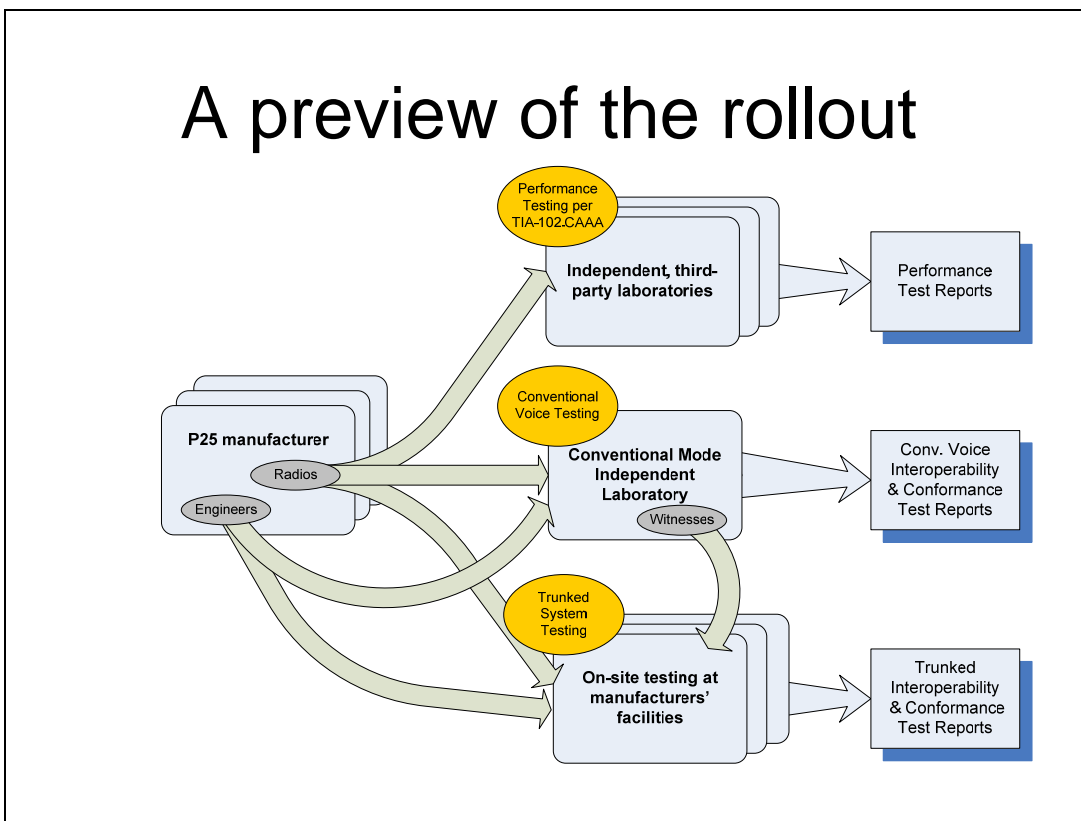 A preview of the rollout
Performance
Testing per
TIA-102.CAAA
Independent, third-
party laboratories
Performance
Test Reports
P25 manufacturer
Radios
Engineers
Conventional
Voice Testing
Conventional Mode
Independent
Laboratory
Witnesses
Conv. Voice
Interoperability
& Conformance
Test Reports
Trunked
System
Testing
On-site testing at
manufacturers’
facilities
Trunked
Interoperability
& Conformance
Test Reports